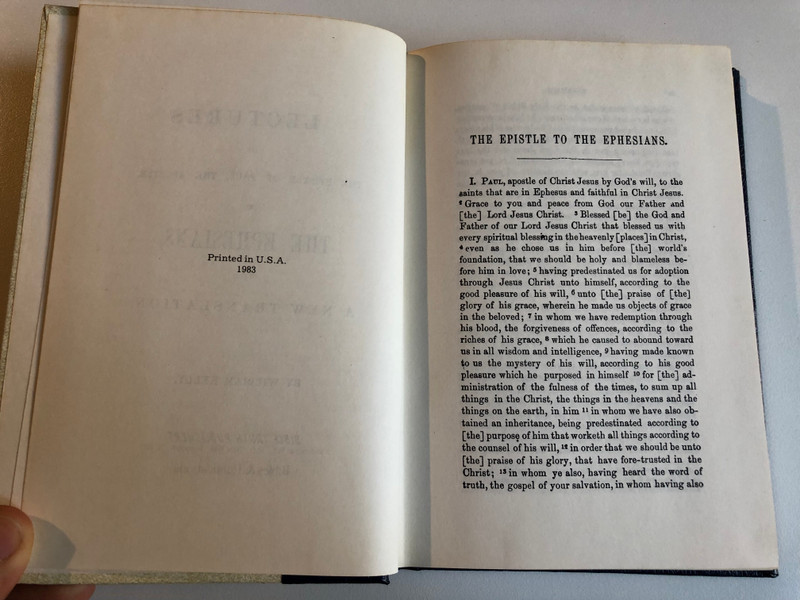 Printed in U.S.A.
1983
THE EPISTLE TO THE EPHESIANS.
I. PAUL, apostle of Christ Jesus by God's will, to the
saints that are in Ephesus and faithful in Christ Jesus.
2 Grace to you and peace from God our Father and
[the] Lord Jesus Christ. 3 Blessed [be] the God and
Father of our Lord Jesus Christ that blessed us with
every spiritual blessing in the heavenly [places] in Christ,
4 even as he chose us in him before [the] world's
foundation, that we should be holy and blameless be-
fore him in love; 5 having predestinated us for adoption
through Jesus Christ unto himself, according to the
good pleasure of his will, 6 unto [the] praise of [the]
glory of his grace, wherein he made us objects of grace
in the beloved; 7 in whom we have redemption through
his blood, the forgiveness of offences, according to the
riches of his grace, 8 which he caused to abound toward
us in all wisdom and intelligence, 9 having made known
to us the mystery of his will, according to his good
pleasure which he purposed in himself 10 for [the] ad-
ministration of the fulness of the times, to sum up all
things in the Christ, the things in the heavens and the
things on the earth, in him 11 in whom we have also ob-
tained an inheritance, being predestinated according to
[the] purpose of him that worketh all things according to
the counsel of his will, 12 in order that we should be unto
[the] praise of his glory, that have fore-trusted in the
Christ; 13 in whom ye also, having heard the word of
truth, the gospel of your salvation, in whom having also